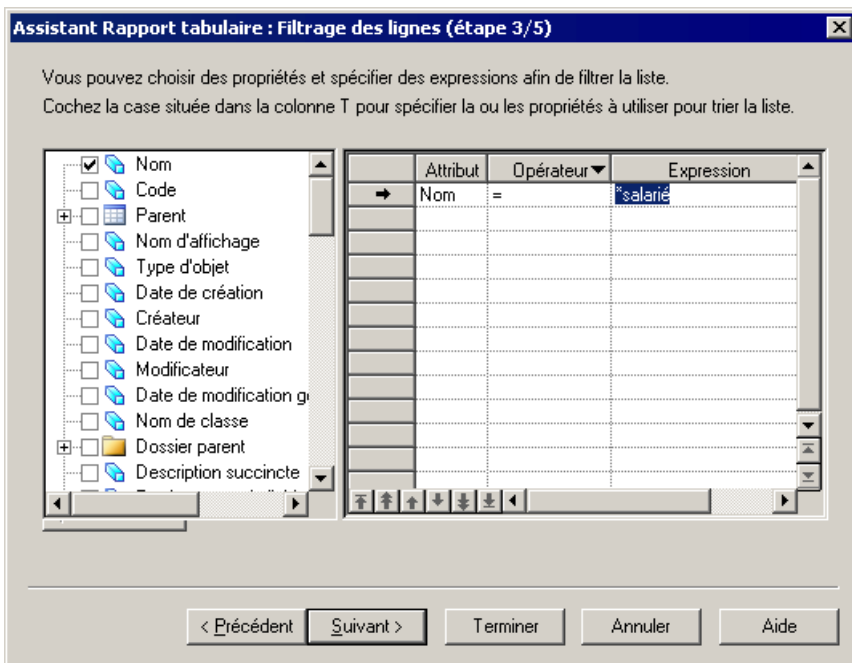 Assistant Rapport tabulaire : Filtrage des lignes (étape 3/5)
Vous pouvez choisir des propriétés et spécifier des expressions afin de filtrer la liste.
Cochez la case située dans la colonne T pour spécifier la ou les propriétés à utiliser pour trier la liste.
Nom
Code
Parent
Nom d'affichage
Type d'objet
Date de création
Créateur
Date de modification
Modificateur
Date de modification g
Nom de classe
Dossier parent
Description succincte
Attribut Opérateur Expression
Nom = *salarié
< Précédent Suivant > Terminer Annuler Aide